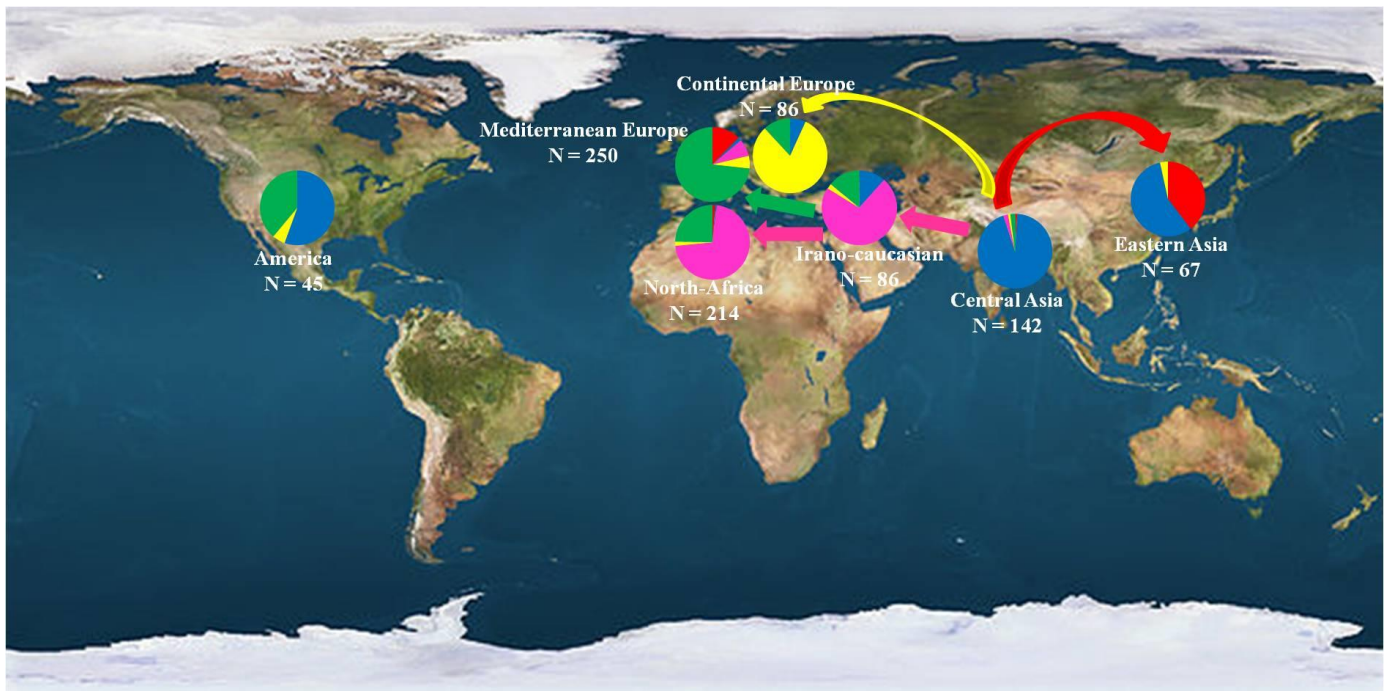 Continental Europe
N = 86
Mediterranean Europe
N = 250
America
N = 45
North-Africa
N = 214
Irano-caucasian
N = 86
Central Asia
N = 142
Eastern Asia
N = 67